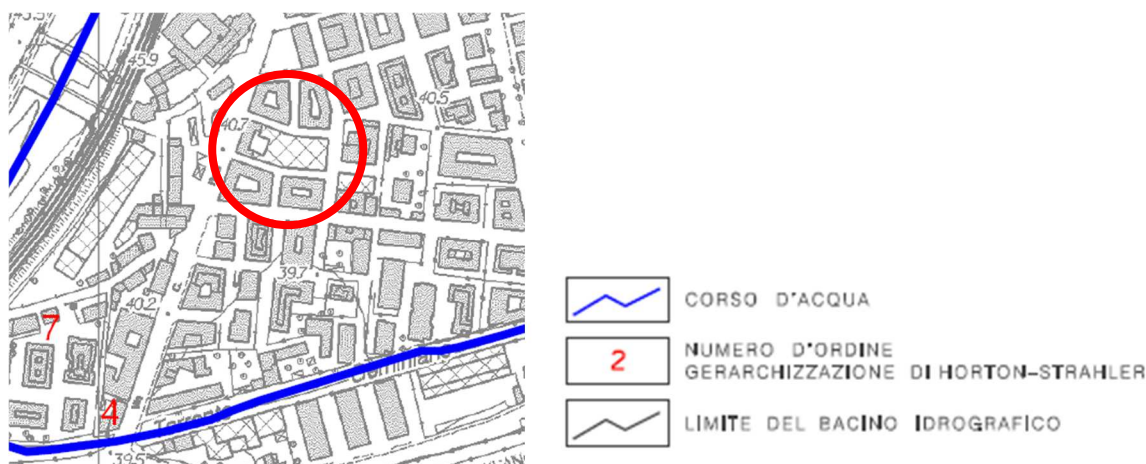 45.9
40.5
40.7
39.7
40.2
7
4
Torrente
39.5
CORSO D'ACQUA
2
NUMERO D'ORDINE
GERARCHIZZAZIONE DI HORTON-STRAHLER
LIMITE DEL BACINO IDROGRAFICO